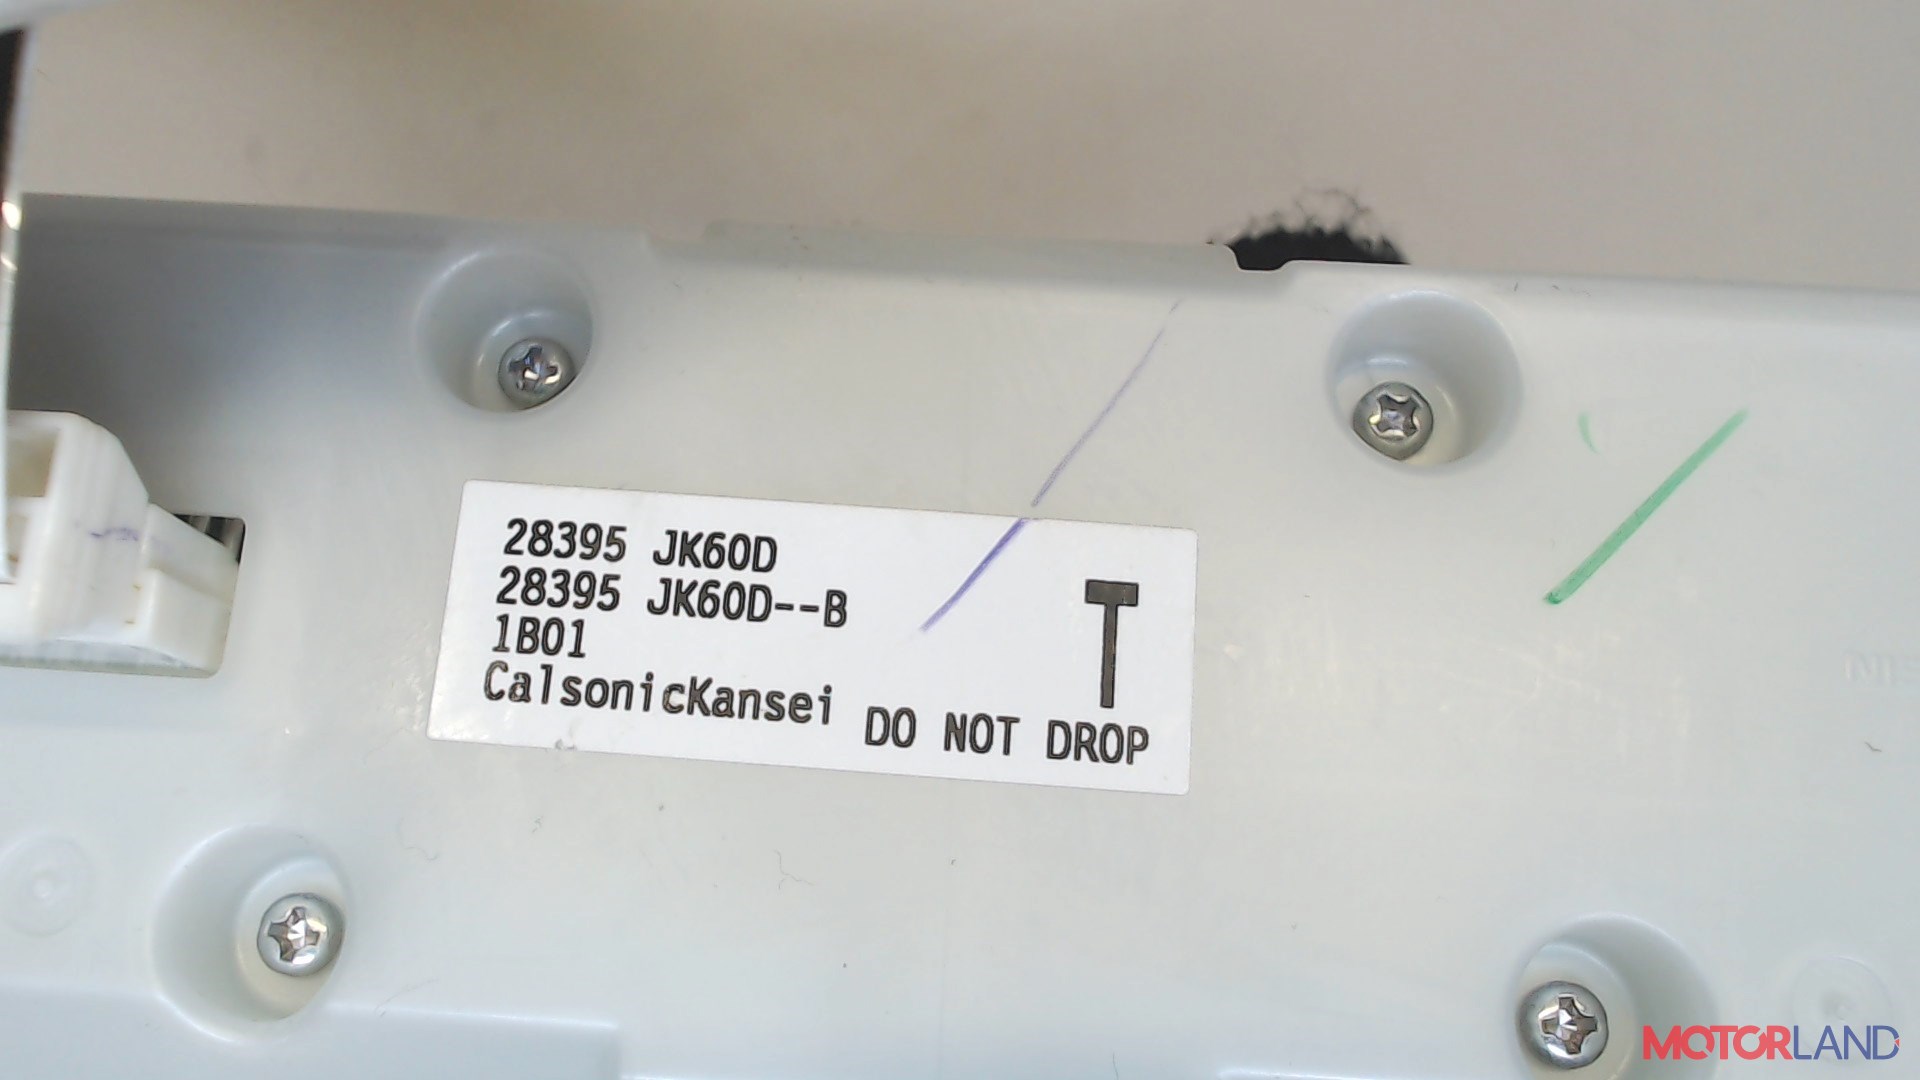 28395 JK60D
28395 JK60D--B
1B01
CalsonicKansei
DO NOT DROP
T
MOTORLAND